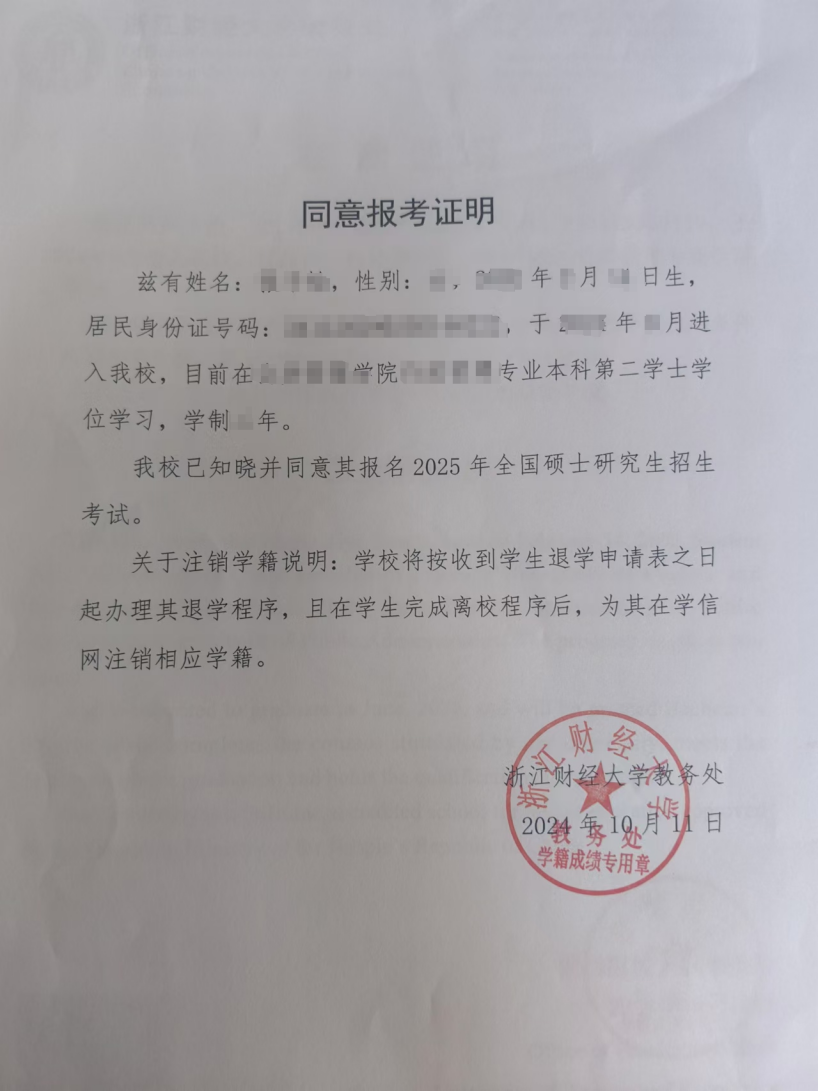 同意报考证明
兹有姓名：，性别：，年月日生，
居民身份证号码：，于年月进
入我校，目前在学院专业本科第二学士学
位学习，学制年。
我校已知晓并同意其报名2025年全国硕士研究生招生
考试。
关于注销学籍说明：学校将按收到学生退学申请表之日
起办理其退学程序，且在学生完成离校程序后，为其在学信
网注销相应学籍。
浙江财经大学教务处
2024年10月11日
浙江财经大学
教务处
学籍成绩专用章